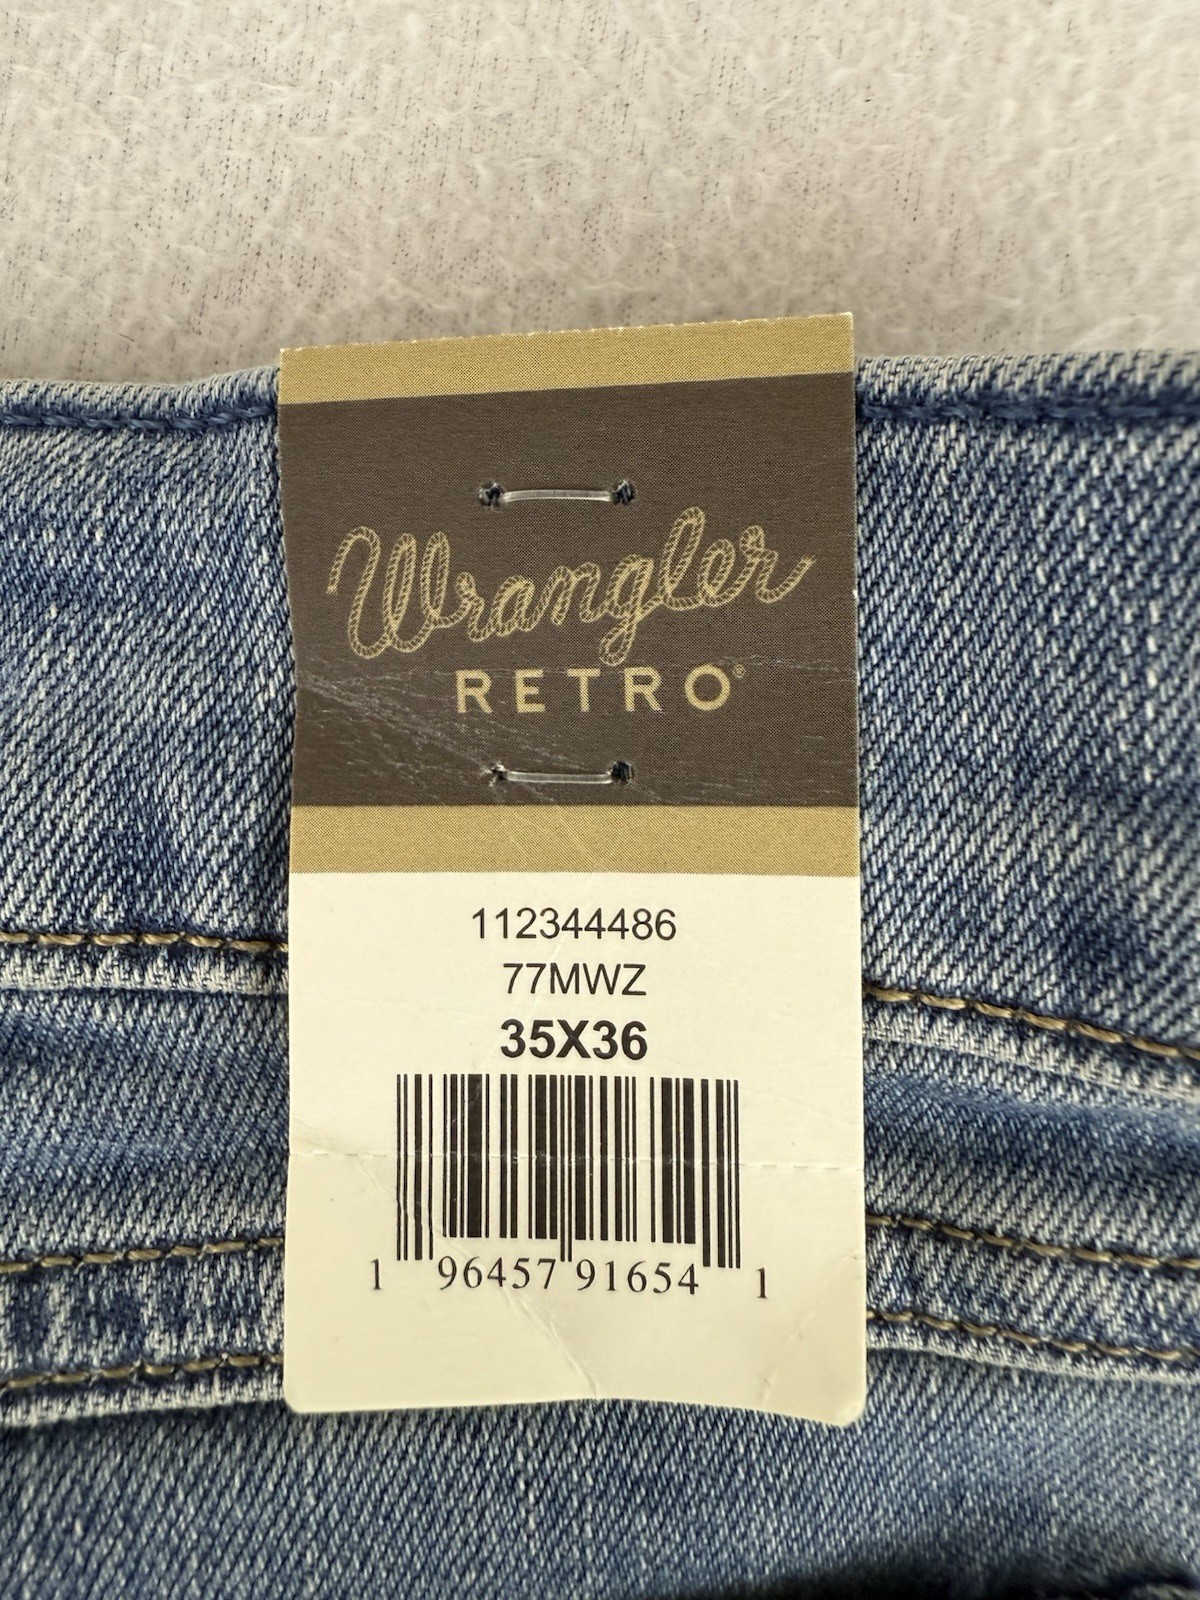 Wrangler
RETRO®
112344486
77MWZ
35X36
1 96457 91654 1